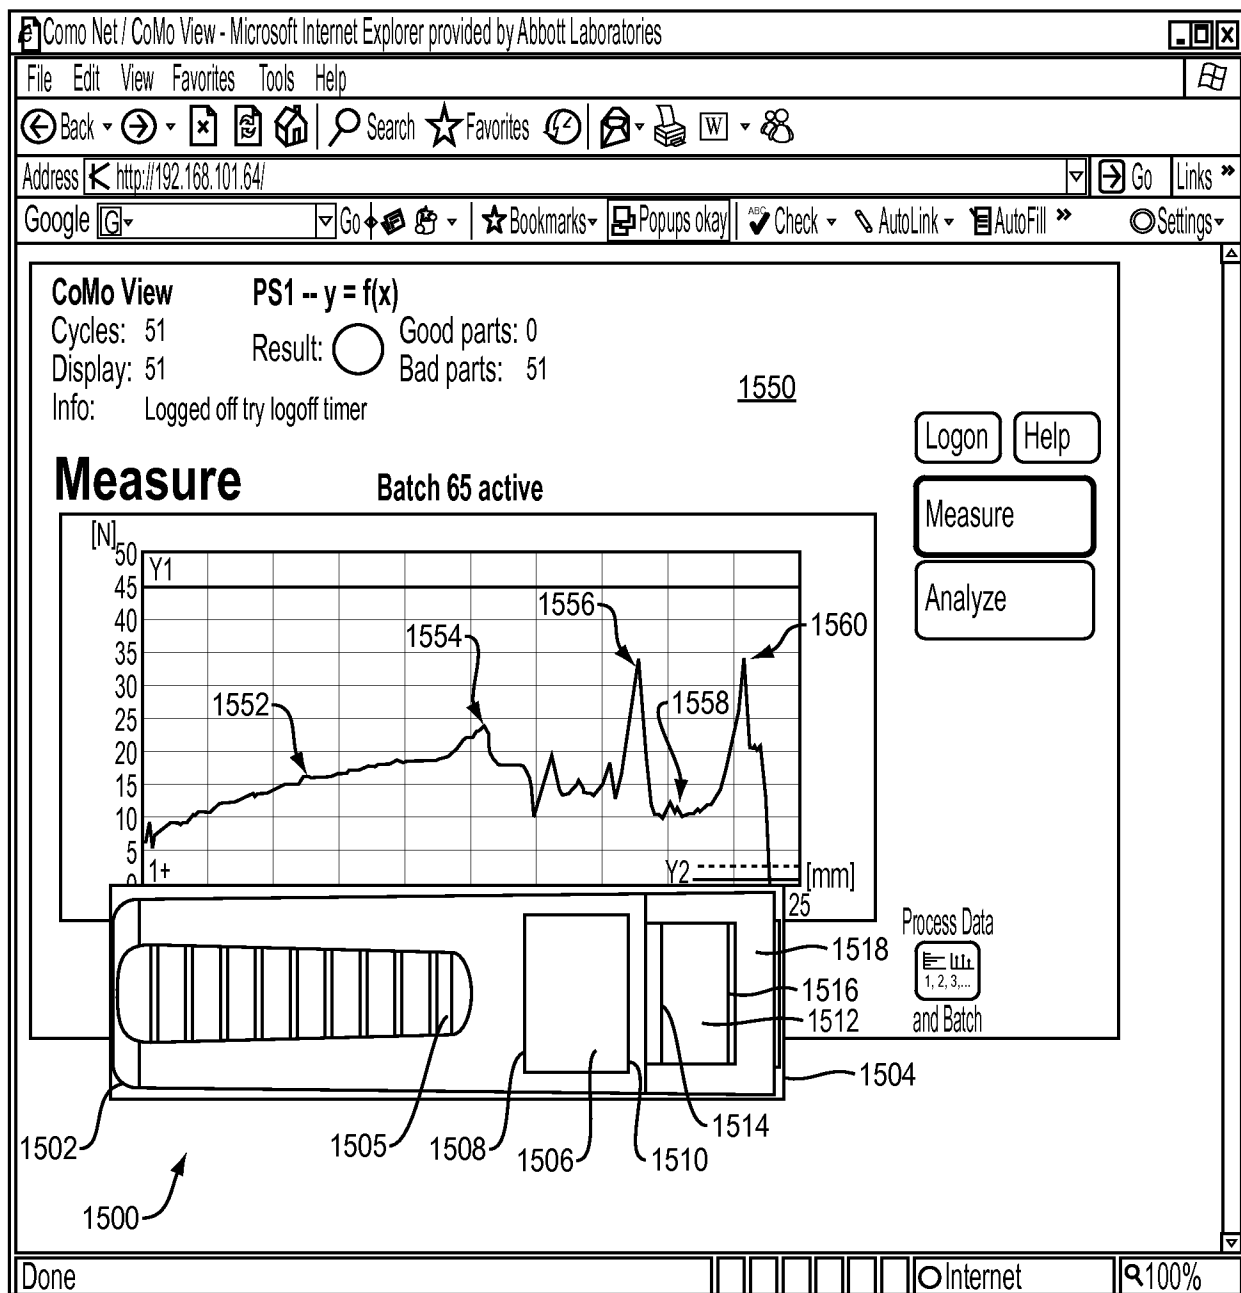 Como Net / CoMo View - Microsoft Internet Explorer provided by Abbott Laboratories
File Edit View Favorites Tools Help
Back Search Favorites W
Address http://192.168.101.64/ Go Links »
Google G Go Bookmarks Popups okay ABC Check AutoLink AutoFill » Settings
CoMo View PS1 -- y = f(x)
Cycles: 51 Result: Good parts: 0
Display: 51 Bad parts: 51
Info: Logged off try logoff timer
1550
Logon Help
Measure Batch 65 active
Measure
Analyze
[N]
50
Y1
45
40
35
30
25
20
15
10
5
0
1+
Y2
[mm]
25
1552
1554
1556
1558
1560
Process Data
1, 2, 3,...
and Batch
1518
1516
1512
1504
1514
1502
1505
1508
1506
1510
1500
Done Internet 100%